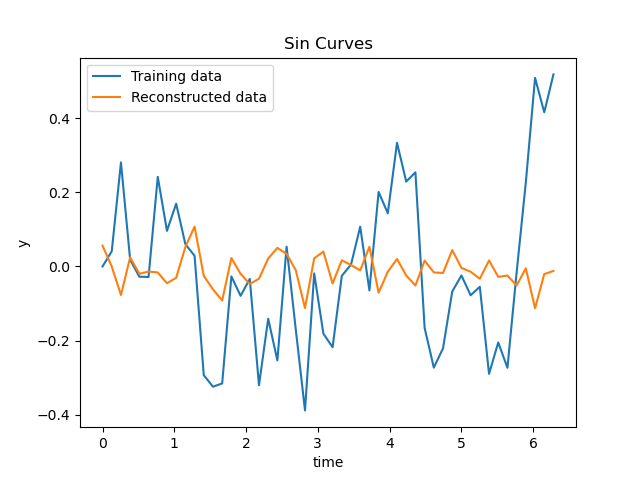 Sin Curves
Training data
Reconstructed data
y
0.4
0.2
0.0
−0.2
−0.4
0 1 2 3 4 5 6
time